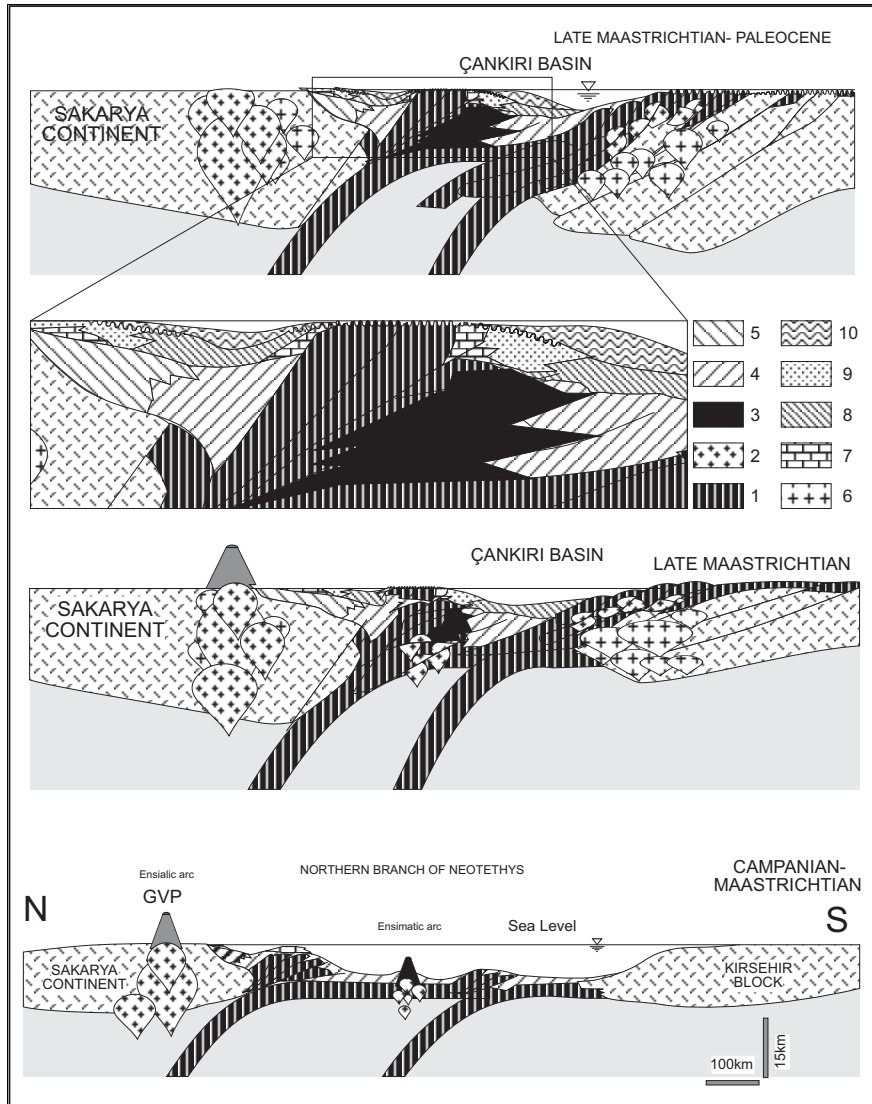 LATE MAASTRICHTIAN- PALEOCENE
ÇANKIRI BASIN
SAKARYA
CONTINENT
5 10
4 9
3 8
2 7
1 6
ÇANKIRI BASIN
LATE MAASTRICHTIAN
SAKARYA
CONTINENT
Ensialic arc
GVP
NORTHERN BRANCH OF NEOTETHYS
CAMPANIAN-
MAASTRICHTIAN
N
S
Ensimatic arc
Sea Level
SAKARYA
CONTINENT
KIRSEHIR
BLOCK
100km
15km